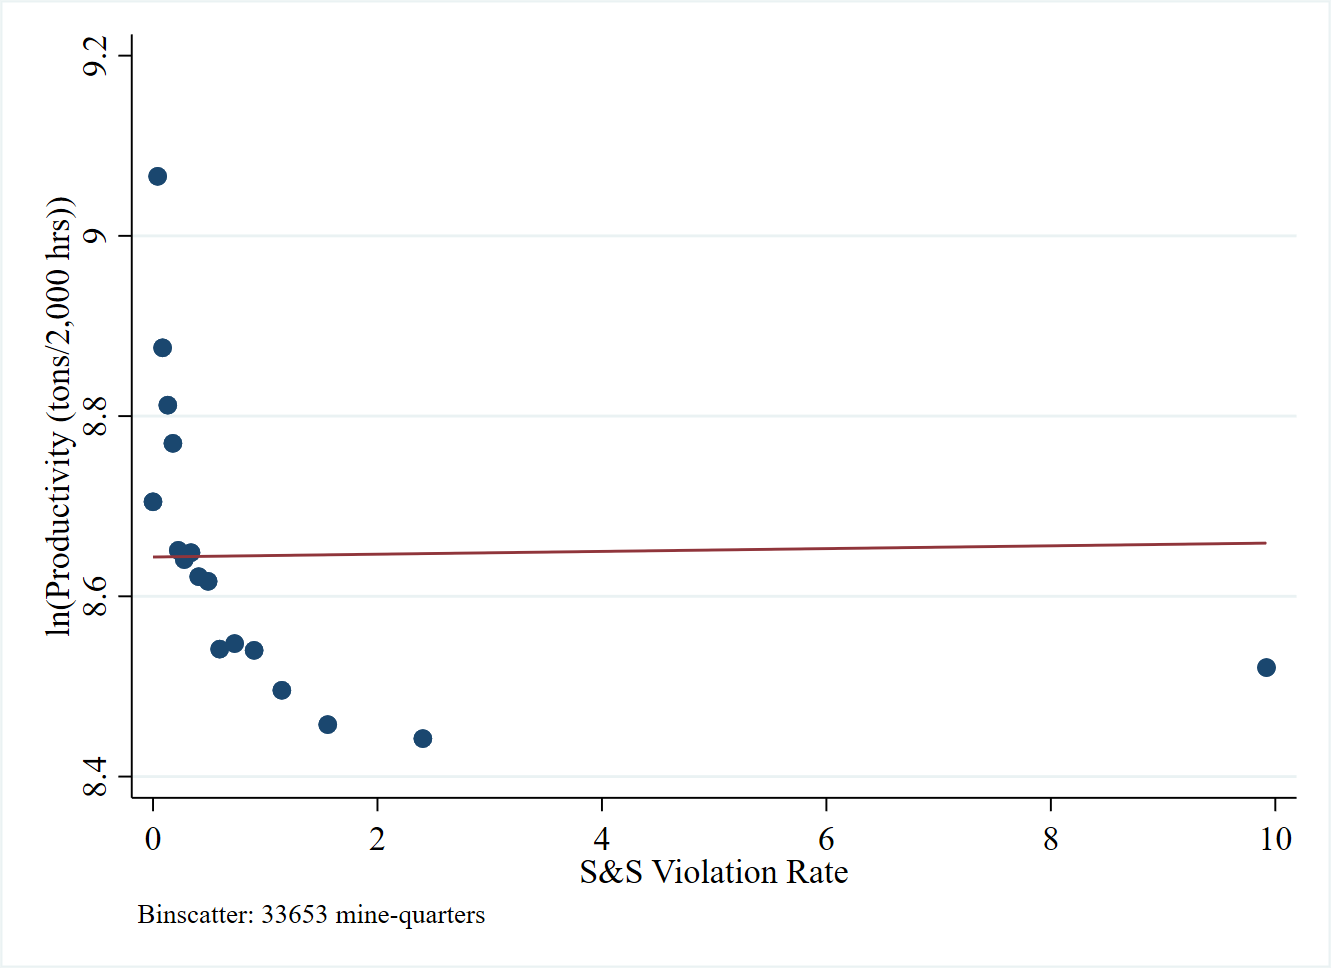 ln(Productivity (tons/2,000 hrs))
9.2
9
8.8
8.6
8.4
0 2 4 6 8 10
S&S Violation Rate
Binscatter: 33653 mine-quarters